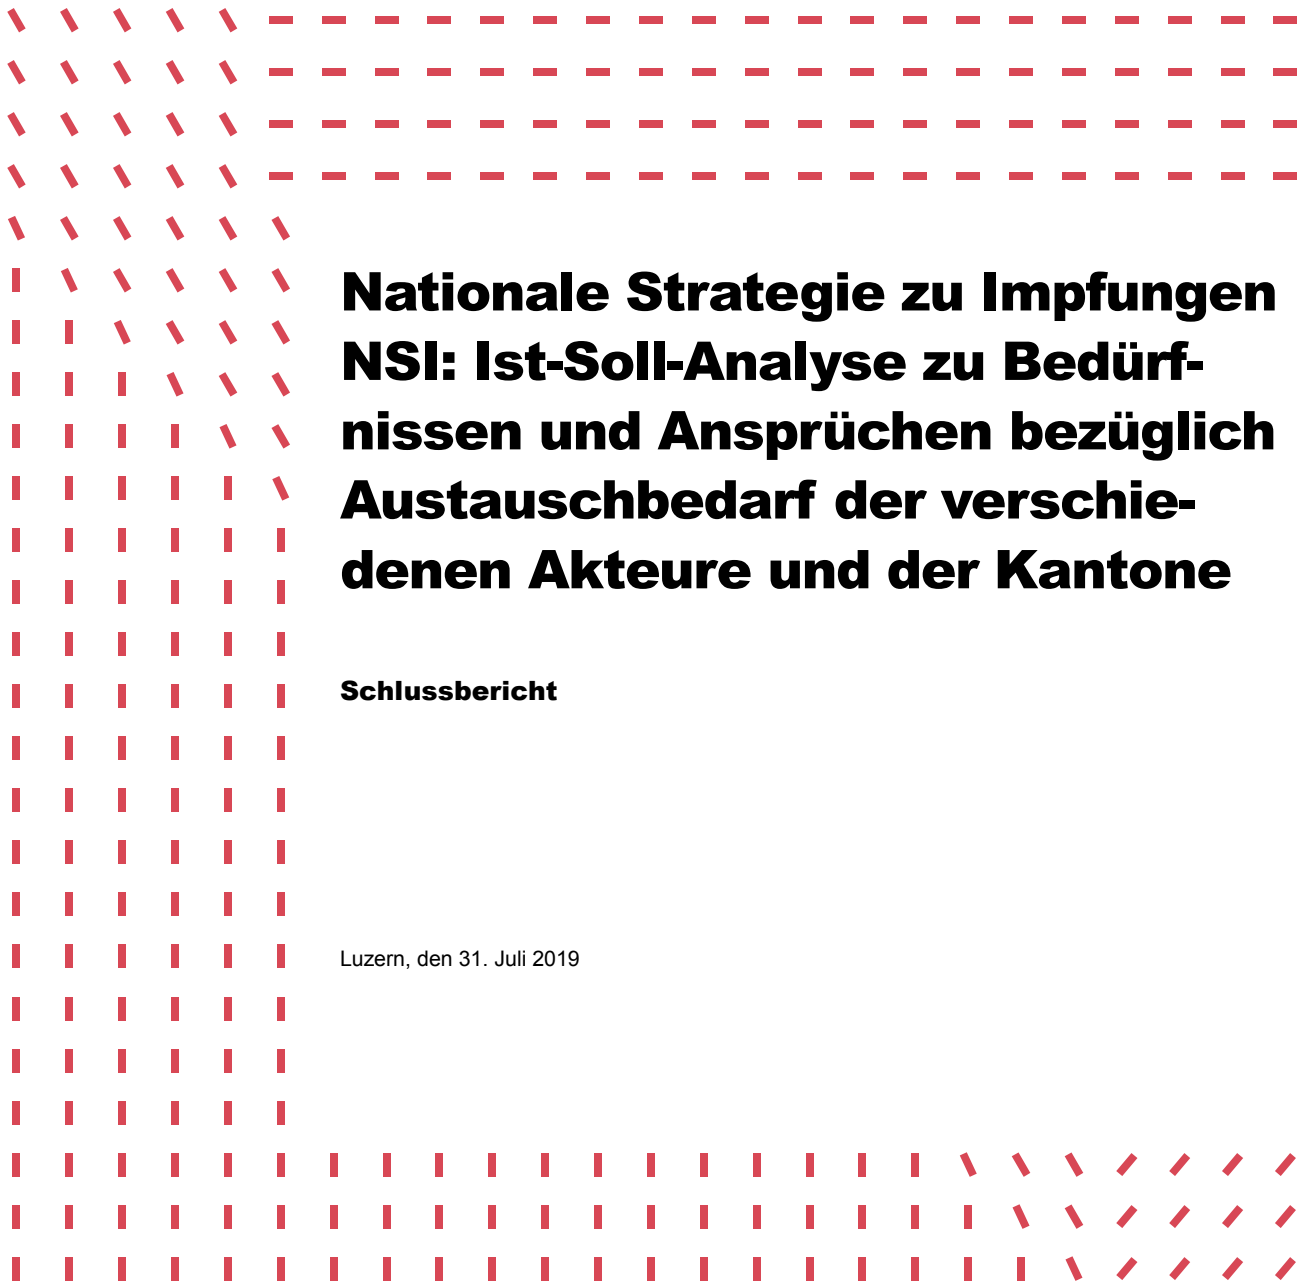 Nationale Strategie zu Impfungen
NSI: Ist-Soll-Analyse zu Bedürf-
nissen und Ansprüchen bezüglich
Austauschbedarf der verschie-
denen Akteure und der Kantone
Schlussbericht
Luzern, den 31. Juli 2019